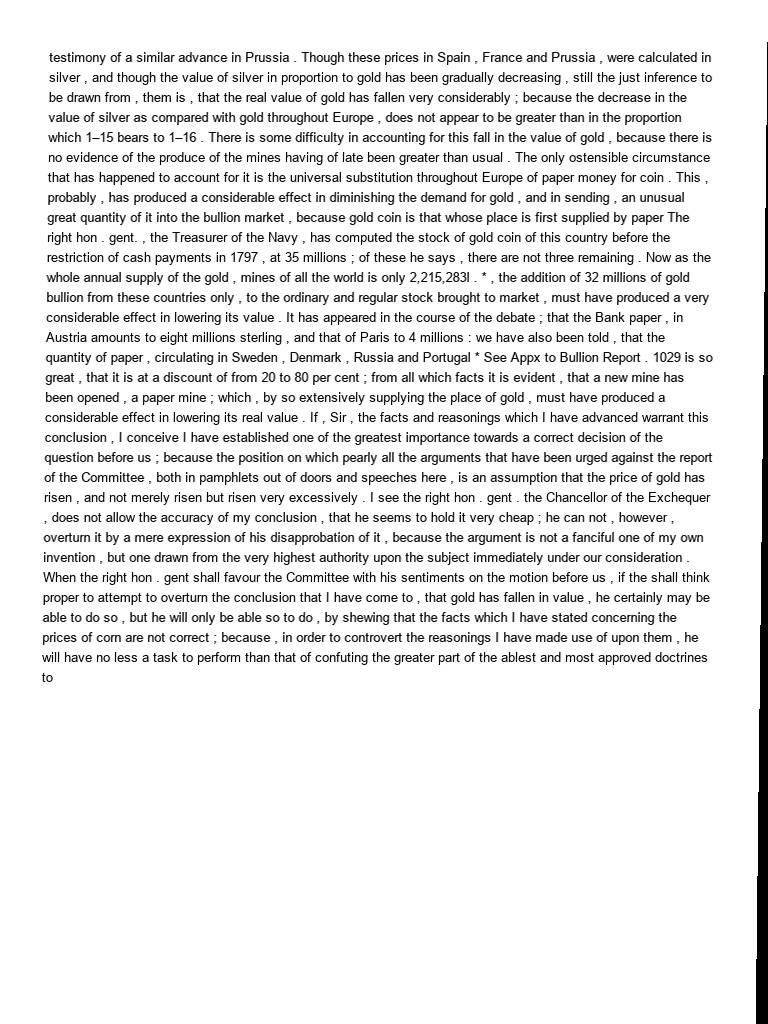 testimony of a similar advance in Prussia . Though these prices in Spain , France and Prussia , were calculated in
silver , and though the value of silver in proportion to gold has been gradually decreasing , still the just inference to
be drawn from , them is , that the real value of gold has fallen very considerably ; because the decrease in the
value of silver as compared with gold throughout Europe , does not appear to be greater than in the proportion
which 1–15 bears to 1–16 . There is some difficulty in accounting for this fall in the value of gold , because there is
no evidence of the produce of the mines having of late been greater than usual . The only ostensible circumstance
that has happened to account for it is the universal substitution throughout Europe of paper money for coin . This ,
probably , has produced a considerable effect in diminishing the demand for gold , and in sending , an unusual
great quantity of it into the bullion market , because gold coin is that whose place is first supplied by paper The
right hon . gent. , the Treasurer of the Navy , has computed the stock of gold coin of this country before the
restriction of cash payments in 1797 , at 35 millions ; of these he says , there are not three remaining . Now as the
whole annual supply of the gold , mines of all the world is only 2,215,283l . * , the addition of 32 millions of gold
bullion from these countries only , to the ordinary and regular stock brought to market , must have produced a very
considerable effect in lowering its value . It has appeared in the course of the debate ; that the Bank paper , in
Austria amounts to eight millions sterling , and that of Paris to 4 millions : we have also been told , that the
quantity of paper , circulating in Sweden , Denmark , Russia and Portugal * See Appx to Bullion Report . 1029 is so
great , that it is at a discount of from 20 to 80 per cent ; from all which facts it is evident , that a new mine has
been opened , a paper mine ; which , by so extensively supplying the place of gold , must have produced a
considerable effect in lowering its real value . If , Sir , the facts and reasonings which I have advanced warrant this
conclusion , I conceive I have established one of the greatest importance towards a correct decision of the
question before us ; because the position on which pearly all the arguments that have been urged against the report
of the Committee , both in pamphlets out of doors and speeches here , is an assumption that the price of gold has
risen , and not merely risen but risen very excessively . I see the right hon . gent . the Chancellor of the Exchequer
, does not allow the accuracy of my conclusion , that he seems to hold it very cheap ; he can not , however ,
overturn it by a mere expression of his disapprobation of it , because the argument is not a fanciful one of my own
invention , but one drawn from the very highest authority upon the subject immediately under our consideration .
When the right hon . gent shall favour the Committee with his sentiments on the motion before us , if the shall think
proper to attempt to overturn the conclusion that I have come to , that gold has fallen in value , he certainly may be
able to do so , but he will only be able so to do , by shewing that the facts which I have stated concerning the
prices of corn are not correct ; because , in order to controvert the reasonings I have made use of upon them , he
will have no less a task to perform than that of confuting the greater part of the ablest and most approved doctrines
to